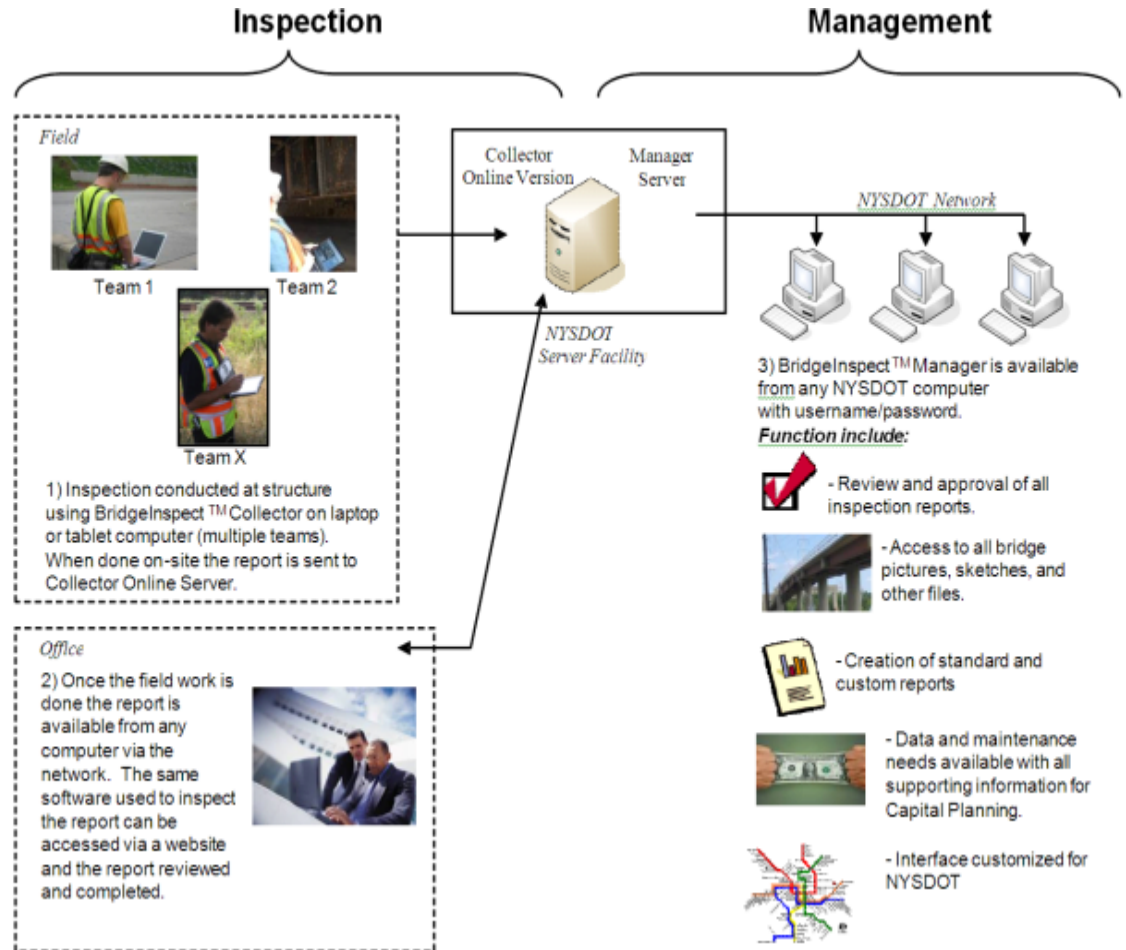 Inspection
Management
Field
Team 1
Team 2
Team X
1) Inspection conducted at structure
using BridgeInspect ™ Collector on laptop
or tablet computer (multiple teams).
When done on-site the report is sent to
Collector Online Server.
Collector
Online Version
Manager
Server
NYSDOT
Server Facility
NYSDOT Network
Office
2) Once the field work is
done the report is
available from any
computer via the
network. The same
software used to inspect
the report can be
accessed via a website
and the report reviewed
and completed.
3) BridgeInspect ™ Manager is available
from any NYSDOT computer
with username/password.
Function include:
- Review and approval of all
inspection reports.
- Access to all bridge
pictures, sketches, and
other files.
- Creation of standard and
custom reports
- Data and maintenance
needs available with all
supporting information for
Capital Planning.
- Interface customized for
NYSDOT